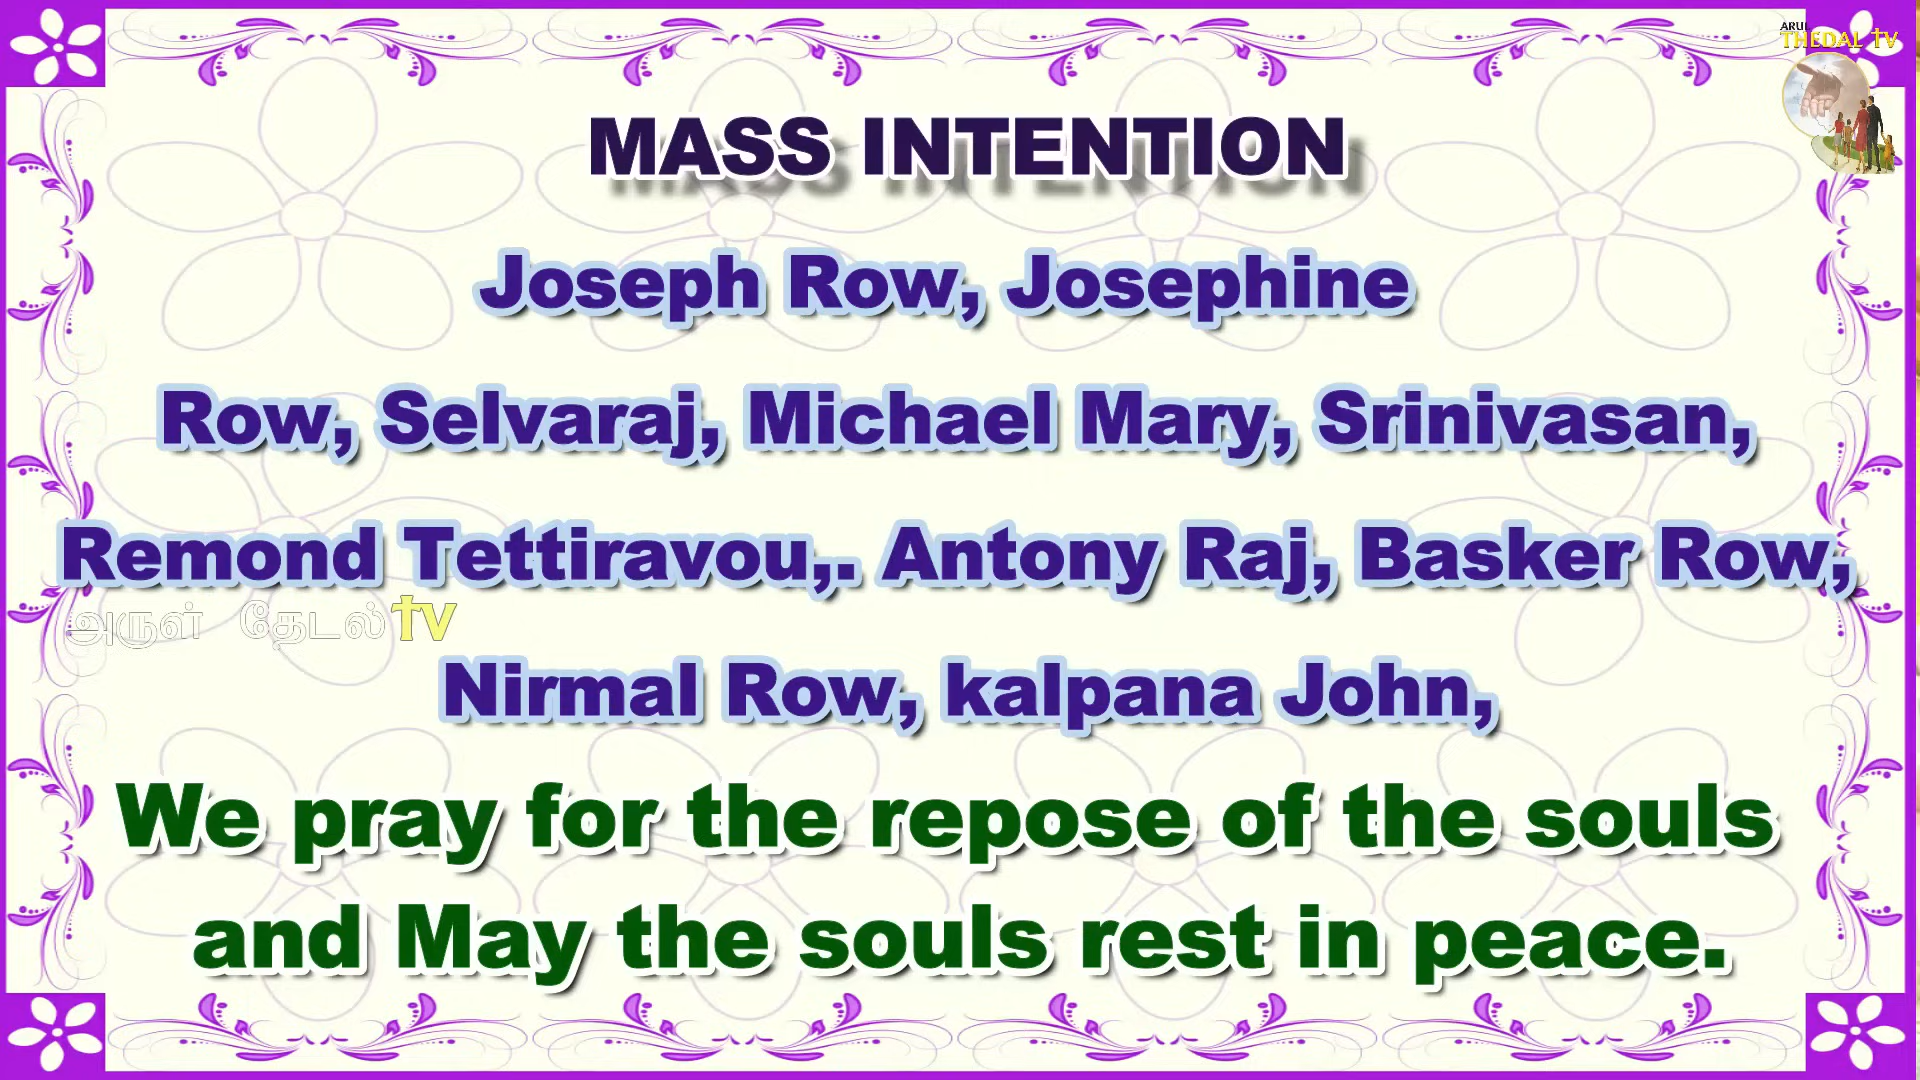 ARUL
THEDAL TV
MASS INTENTION
Joseph Row, Josephine
Row, Selvaraj, Michael Mary, Srinivasan,
Remond Tettiravou,. Antony Raj, Basker Row,
அருள் தேடல் TV
Nirmal Row, kalpana John,
We pray for the repose of the souls
and May the souls rest in peace.